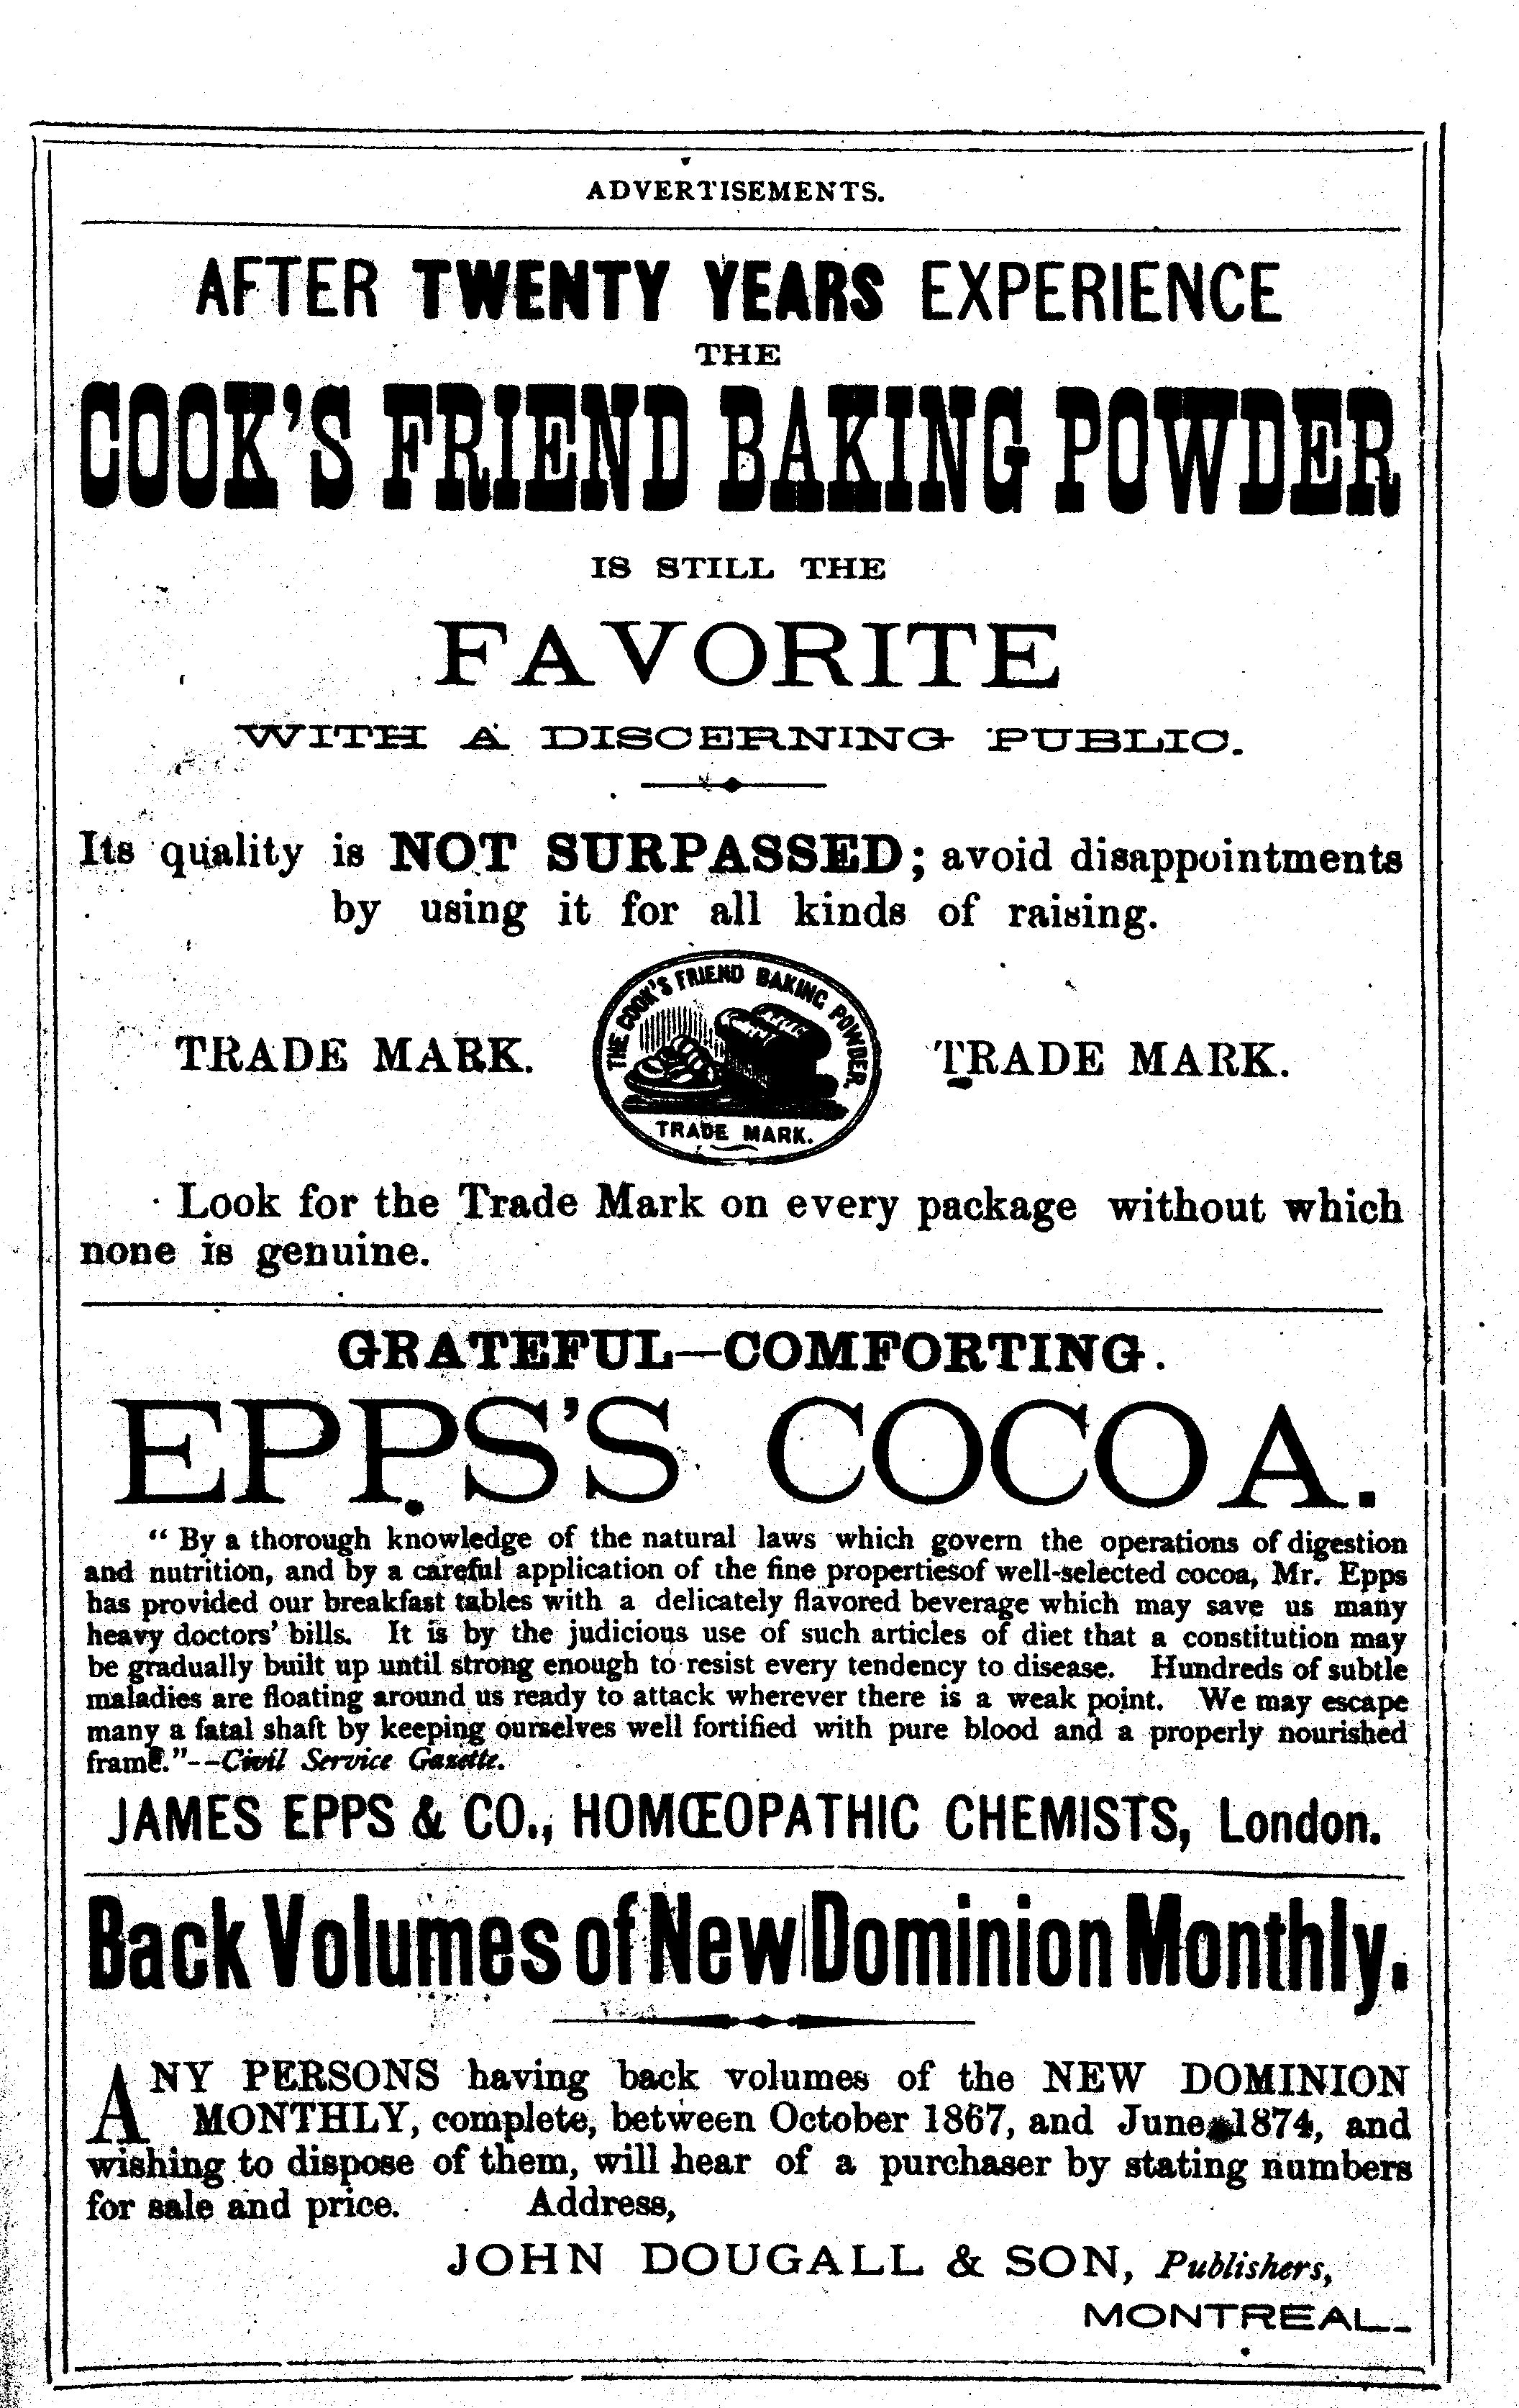 ADVERTISEMENTS.
AFTER TWENTY YEARS EXPERIENCE
THE
COOK'S FRIEND BAKING POWDER
IS STILL THE
FAVORITE
WITH A DISCERNING PUBLIC.
Its quality is NOT SURPASSED; avoid disappointments
by using it for all kinds of raising.
TRADE MARK.
THE COOK'S FRIEND BAKING POWDER.
TRADE MARK.
TRADE MARK.
Look for the Trade Mark on every package without which
none is genuine.
GRATEFUL—COMFORTING.
EPPS'S COCOA.
“ By a thorough knowledge of the natural laws which govern the operations of digestion
and nutrition, and by a careful application of the fine propertiesof well-selected cocoa, Mr. Epps
has provided our breakfast tables with a delicately flavored beverage which may save us many
heavy doctors' bills. It is by the judicious use of such articles of diet that a constitution may
be gradually built up until strong enough to resist every tendency to disease. Hundreds of subtle
maladies are floating around us ready to attack wherever there is a weak point. We may escape
many a fatal shaft by keeping ourselves well fortified with pure blood and a properly nourished
frame.”--Civil Service Gazette.
JAMES EPPS & CO., HOMŒOPATHIC CHEMISTS, London.
Back Volumes of New Dominion Monthly.
ANY PERSONS having back volumes of the NEW DOMINION
MONTHLY, complete, between October 1867, and June, 1874, and
wishing to dispose of them, will hear of a purchaser by stating numbers
for sale and price. Address,
JOHN DOUGALL & SON, Publishers,
MONTREAL.